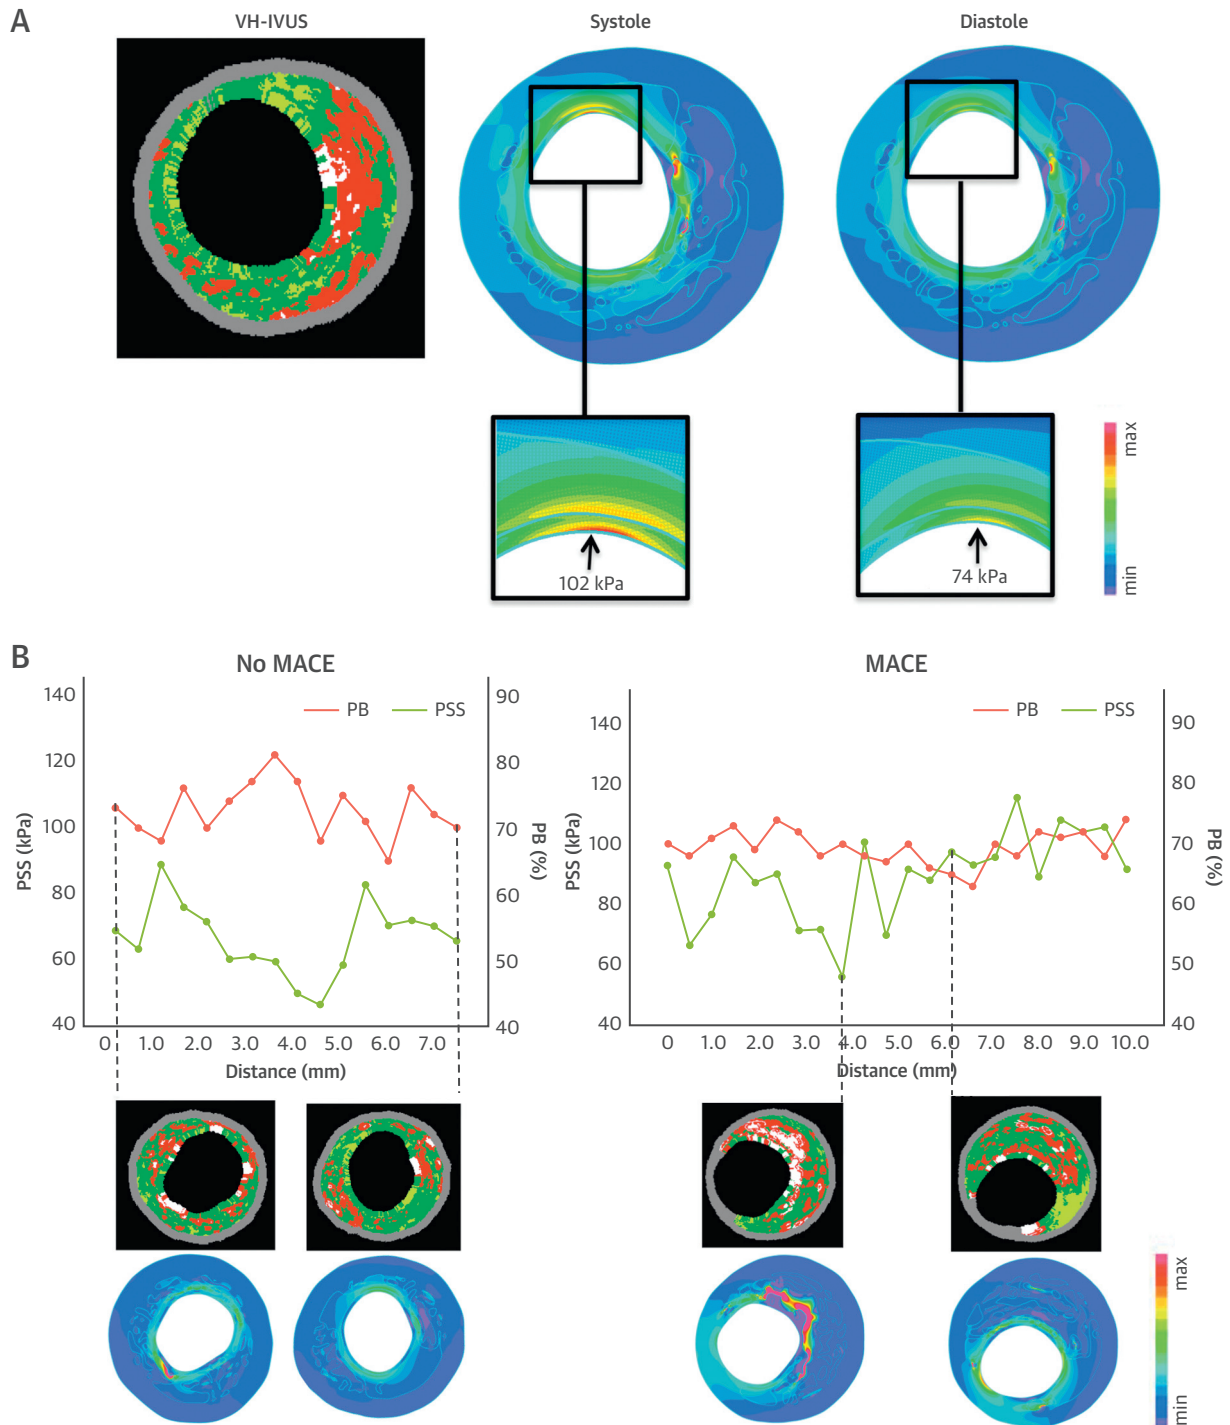 A
VH-IVUS
Systole
Diastole
102 kPa
74 kPa
max
min
B
No MACE
PB
PSS
PSS (kPa)
140
120
100
80
60
40
PB (%)
90
80
70
60
50
40
0 1.0 2.0 3.0 4.0 5.0 6.0 7.0
Distance (mm)
MACE
PB
PSS
PSS (kPa)
140
120
100
80
60
40
PB (%)
90
80
70
60
50
40
0 1.0 2.0 3.0 4.0 5.0 6.0 7.0 8.0 9.0 10.0
Distance (mm)
max
min